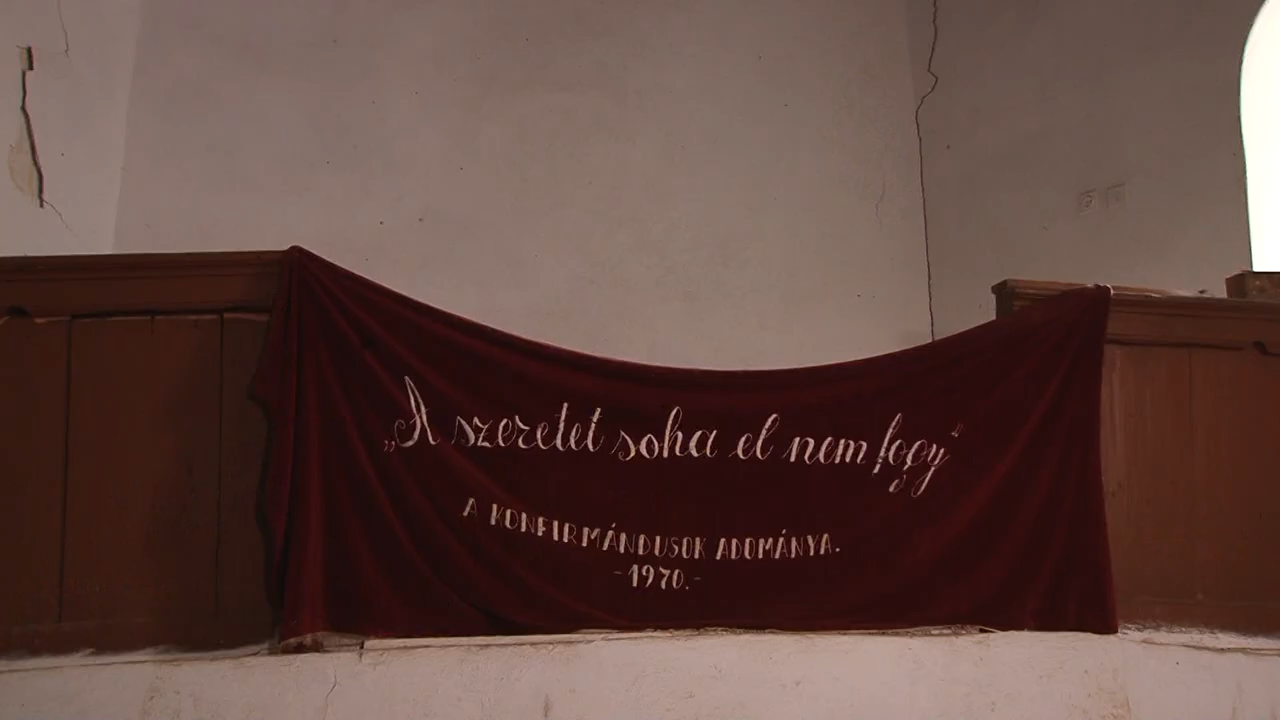 „A szeretet soha el nem fogy”
A KONFIRMÁNDUSOK ADOMÁNYA.
-1970.-